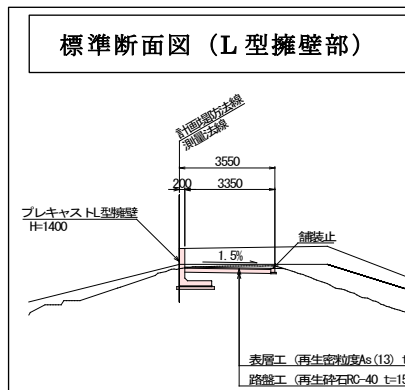 標準断面図（L型擁壁部）
計画堤防法線
測量法線
3550
200 3350
プレキャストL型擁壁
H=1400
舗装止
1.5%
表層工（再生密粒度As(13) t
路盤工（再生砕石RC-40 t=15